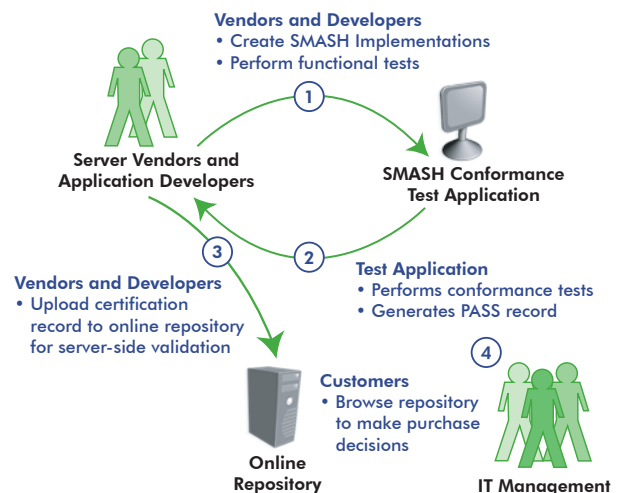 Vendors and Developers
• Create SMASH Implementations
• Perform functional tests
1
Server Vendors and
Application Developers
SMASH Conformance
Test Application
2
3
Vendors and Developers
• Upload certification
record to online repository
for server-side validation
Test Application
• Performs conformance tests
• Generates PASS record
4
Customers
• Browse repository
to make purchase
decisions
Online
Repository
IT Management